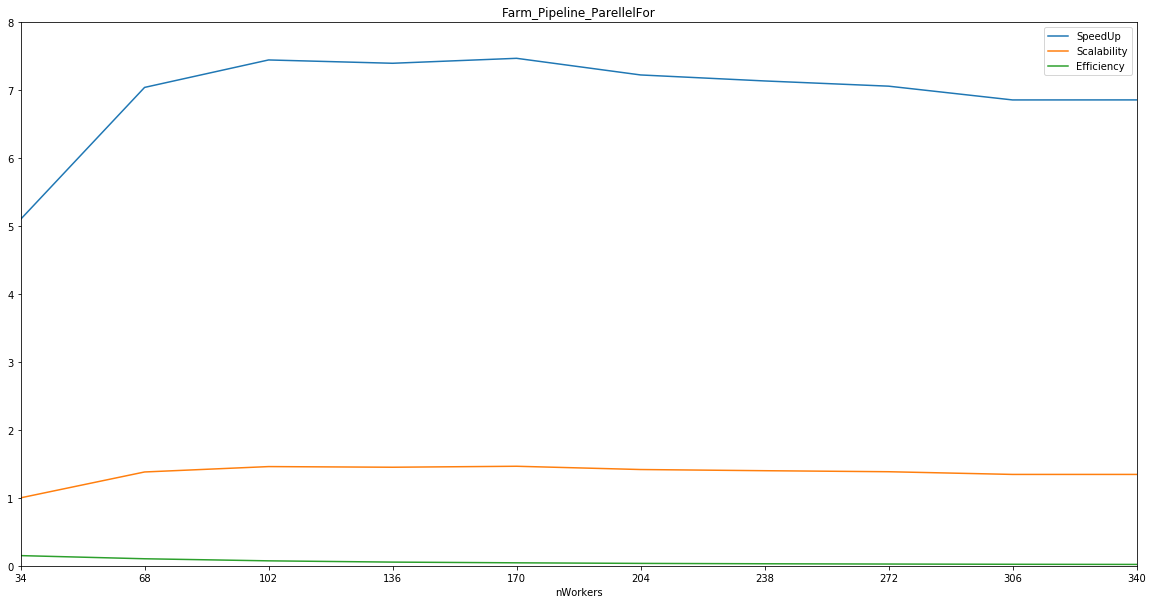 Farm_Pipeline_ParellelFor
SpeedUp
Scalability
Efficiency
8
7
6
5
4
3
2
1
0
34 68 102 136 170 204 238 272 306 340
nWorkers